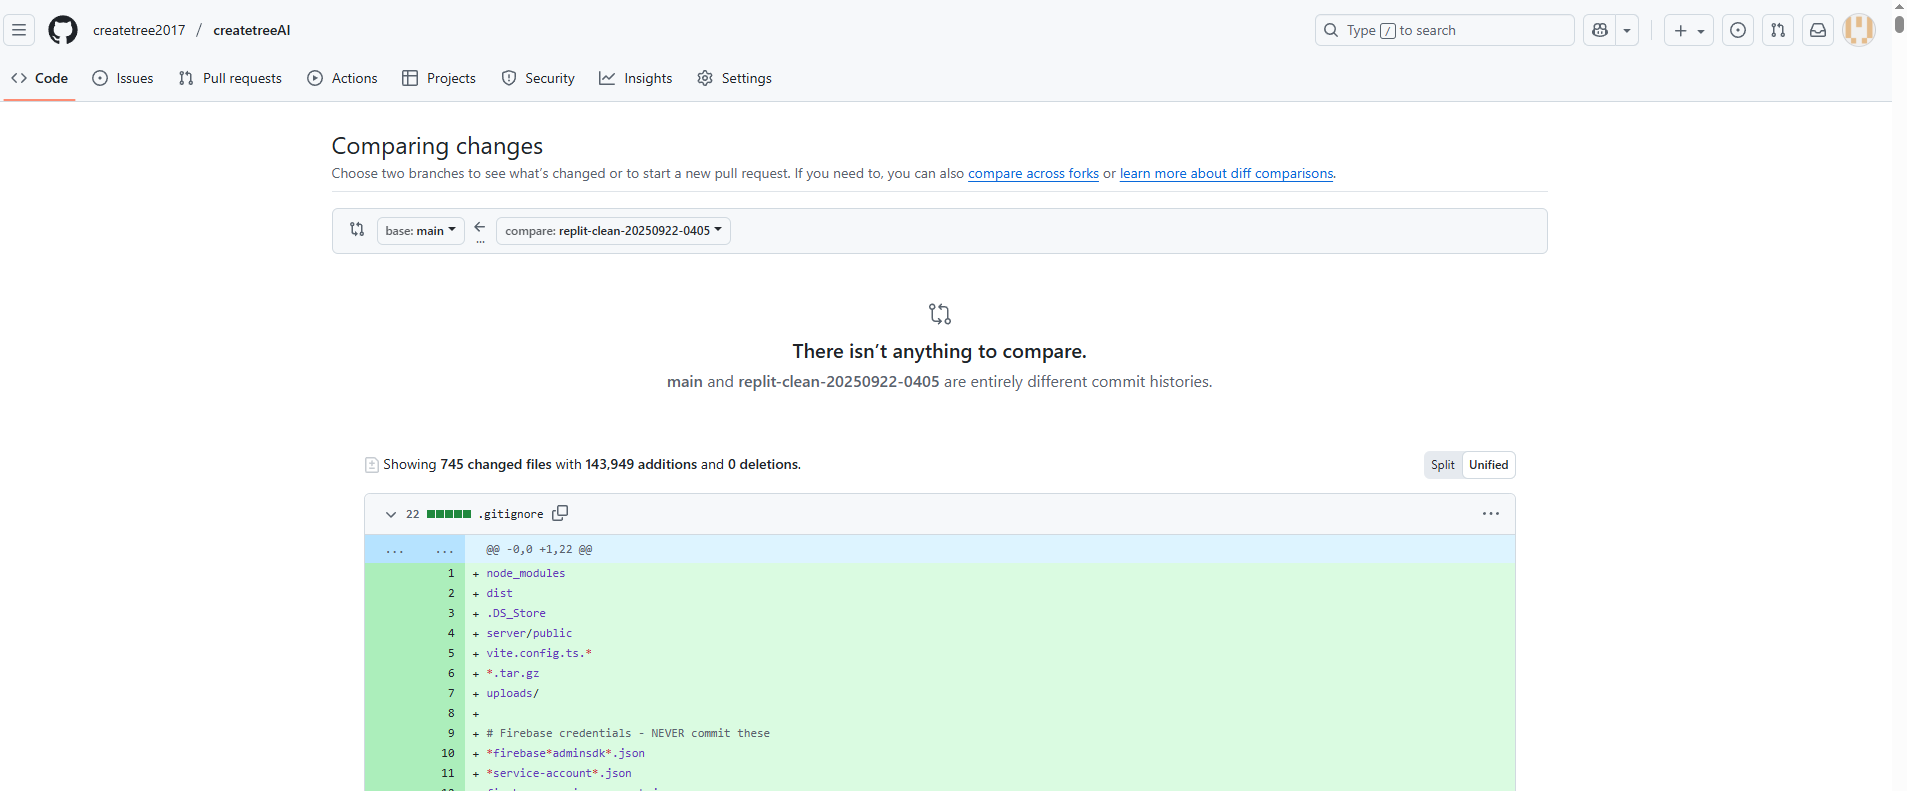 createtree2017 / createtreeAI
Type / to search
Code Issues Pull requests Actions Projects Security Insights Settings
Comparing changes
Choose two branches to see what's changed or to start a new pull request. If you need to, you can also compare across forks or learn more about diff comparisons.
base: main ← ... compare: replit-clean-20250922-0405
There isn't anything to compare.
main and replit-clean-20250922-0405 are entirely different commit histories.
Showing 745 changed files with 143,949 additions and 0 deletions.
Split Unified
22 .gitignore
... ... @@ -0,0 +1,22 @@
1 + node_modules
2 + dist
3 + .DS_Store
4 + server/public
5 + vite.config.ts.*
6 + *.tar.gz
7 + uploads/
8 +
9 + # Firebase credentials - NEVER commit these
10 + *firebase*adminsdk*.json
11 + *service-account*.json